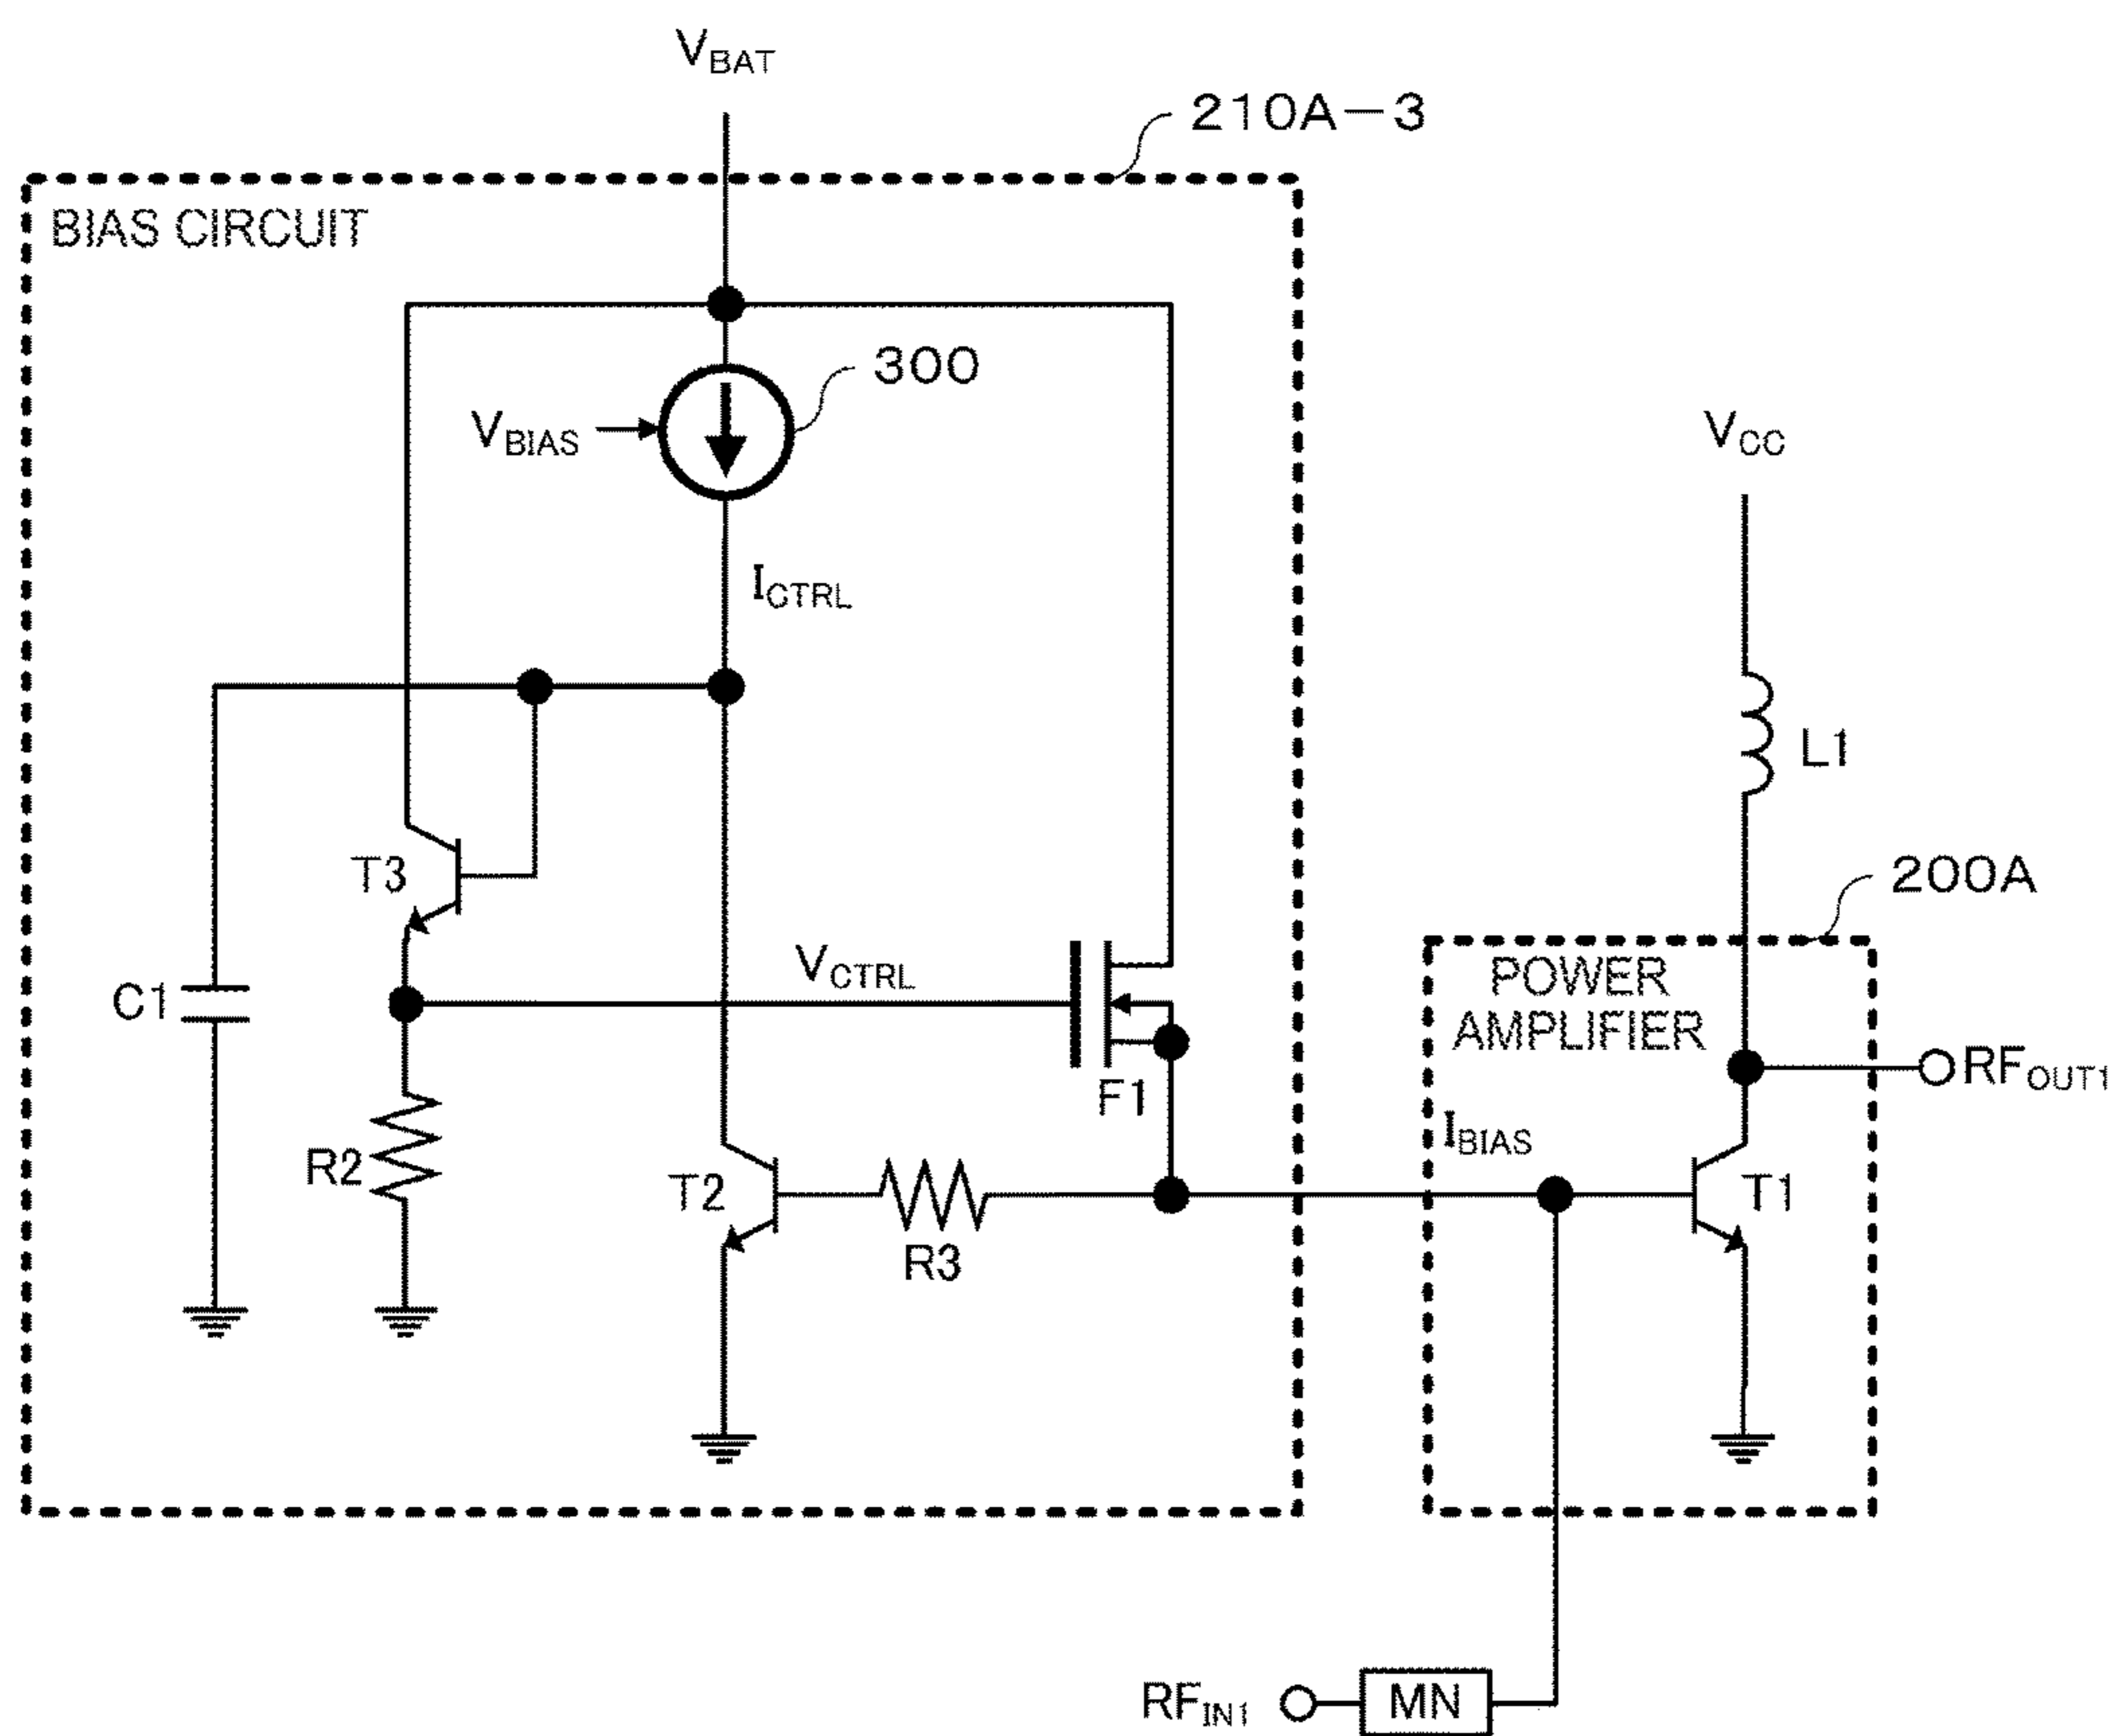 VBAT
210A-3
BIAS CIRCUIT
300
VBIAS
VCC
ICTRL
L1
T3
200A
VCTRL
POWER
AMPLIFIER
C1
RFOUT1
F1
IBIAS
R2
T2
T1
R3
RFIN1
MN